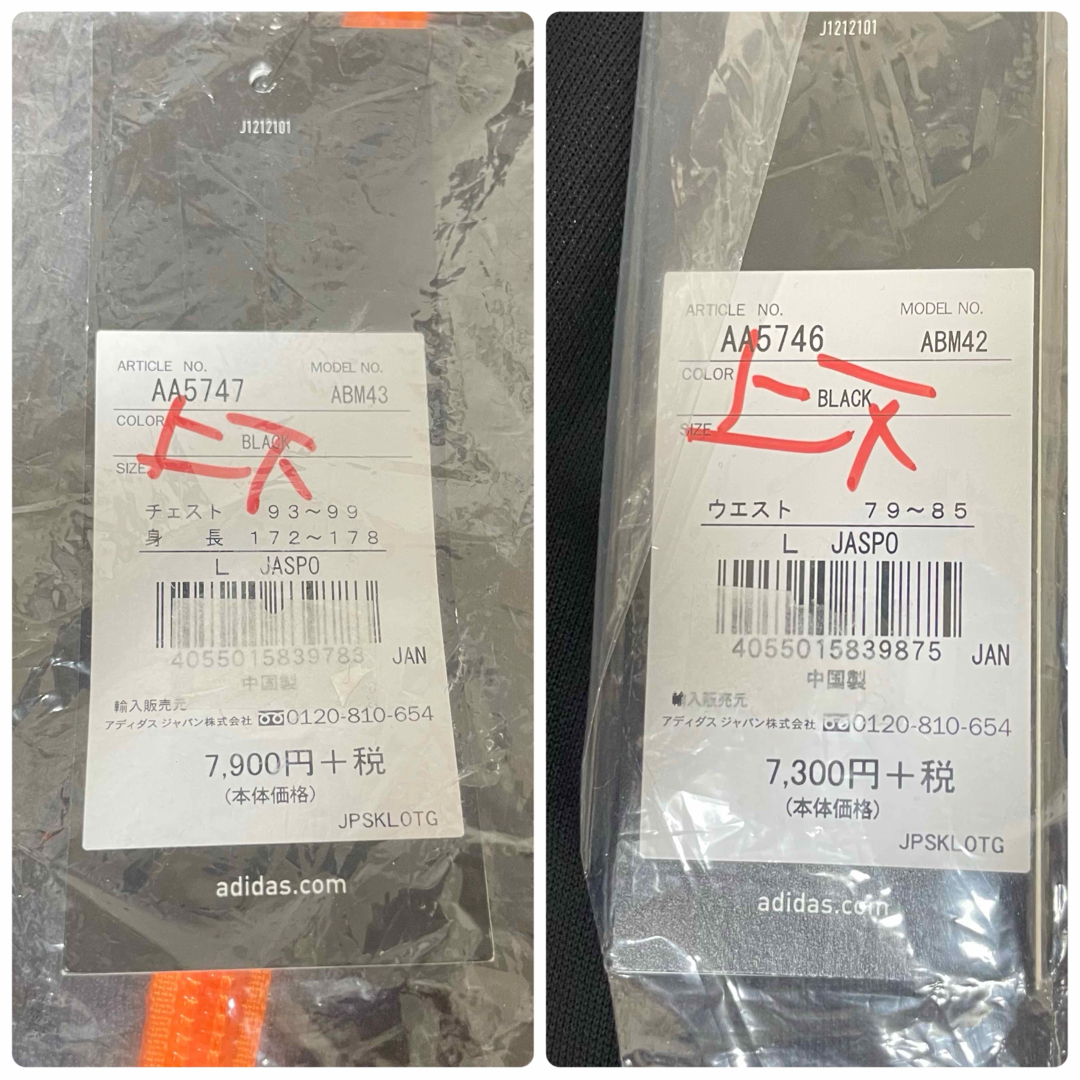 J1212101
ARTICLE NO.
MODEL NO.
AA5747
ABM43
COLOR
BLACK
SIZE
上下
チェスト 93～99
身 長 172～178
L JASPO
4055015839783 JAN
中国製
輸入販売元
アディダス ジャパン株式会社 0120-810-654
7,900円＋税
(本体価格)
JPSKL0TG
adidas.com
J1212101
ARTICLE NO.
MODEL NO.
AA5746
ABM42
COLOR
BLACK
SIZE
上下
ウエスト 79～85
L JASPO
4055015839875 JAN
中国製
輸入販売元
アディダス ジャパン株式会社 0120-810-654
7,300円＋税
(本体価格)
JPSKL0TG
adidas.com